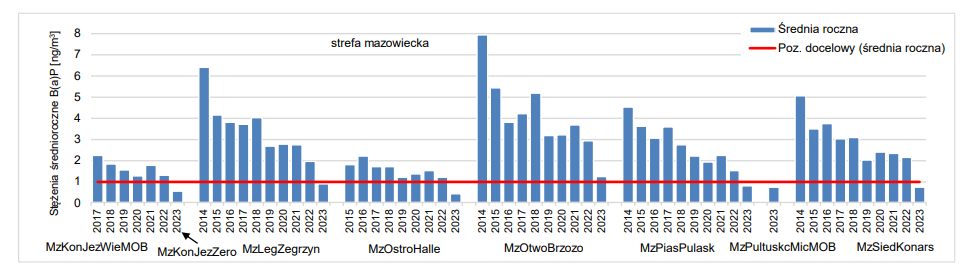 Stężenia średnioroczne B(a)P [ng/m³]
8
7
6
5
4
3
2
1
0
strefa mazowiecka
Średnia roczna
Poz. docelowy (średnia roczna)
2017 2018 2019 2020 2021 2022 2023 2014 2015 2016 2017 2018 2019 2020 2021 2022 2023 2015 2016 2017 2018 2019 2020 2021 2022 2023 2014 2015 2016 2017 2018 2019 2020 2021 2022 2023 2014 2015 2016 2017 2018 2019 2020 2021 2022 2023 2023 2014 2015 2016 2017 2018 2019 2020 2021 2022 2023
MzKonJezWieMOB MzKonJezZero MzLegZegrzyn MzOstroHalle MzOtwoBrzozo MzPiasPulask MzPultuskcMicMOB MzSiedKonars